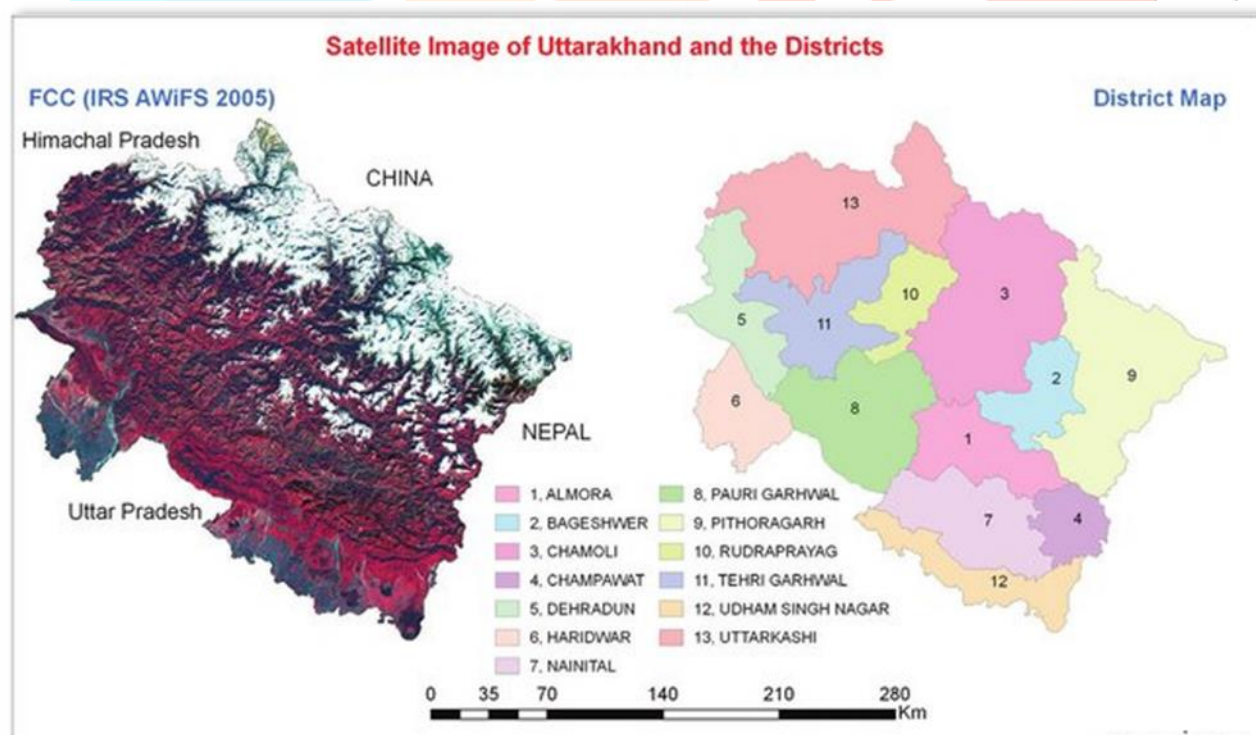 Satellite Image of Uttarakhand and the Districts
FCC (IRS AWiFS 2005)
District Map
Himachal Pradesh
CHINA
NEPAL
Uttar Pradesh
13
3
10
11
5
2
9
6
8
1
7
4
12
1, ALMORA
2, BAGESHWER
3, CHAMOLI
4, CHAMPAWAT
5, DEHRADUN
6, HARIDWAR
7, NAINITAL
8, PAURI GARHWAL
9, PITHORAGARH
10, RUDRAPRAYAG
11, TEHRI GARHWAL
12, UDHAM SINGH NAGAR
13, UTTARKASHI
0 35 70 140 210 280
Km